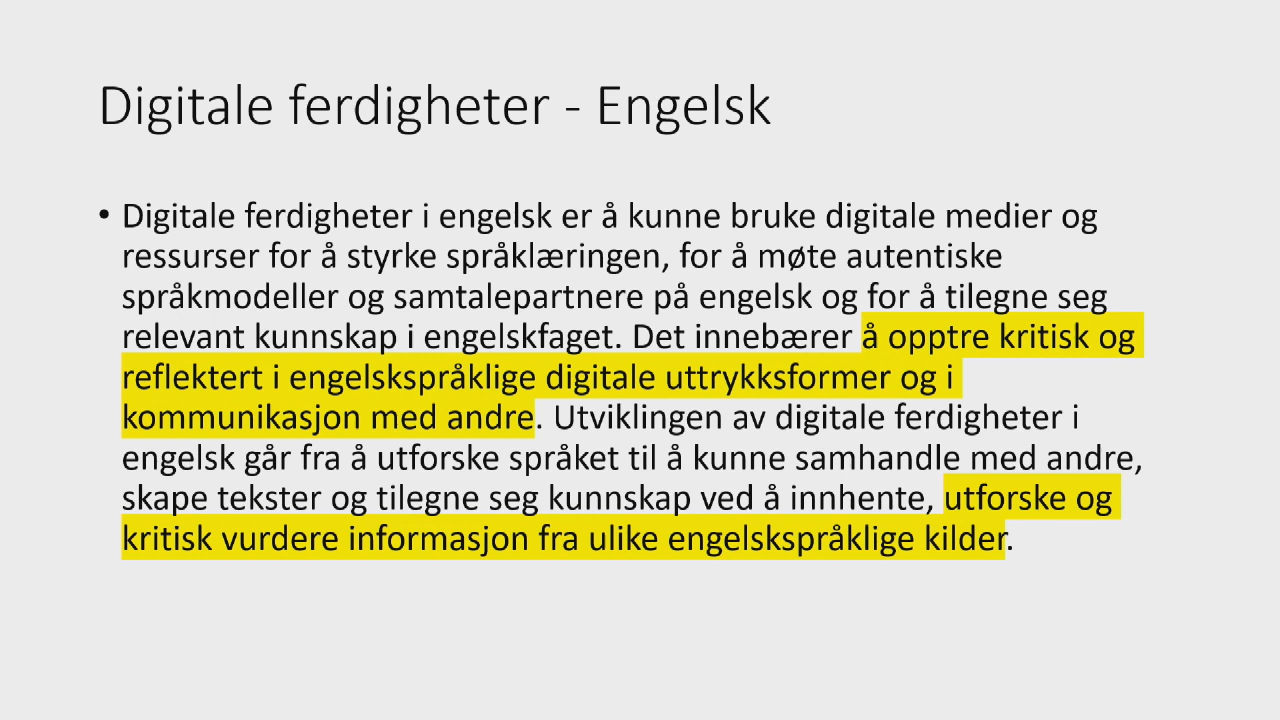 Digitale ferdigheter - Engelsk
• Digitale ferdigheter i engelsk er å kunne bruke digitale medier og
ressurser for å styrke språklæringen, for å møte autentiske
språkmodeller og samtalepartnere på engelsk og for å tilegne seg
relevant kunnskap i engelskfaget. Det innebærer å opptre kritisk og
reflektert i engelskspråklige digitale uttrykksformer og i
kommunikasjon med andre. Utviklingen av digitale ferdigheter i
engelsk går fra å utforske språket til å kunne samhandle med andre,
skape tekster og tilegne seg kunnskap ved å innhente, utforske og
kritisk vurdere informasjon fra ulike engelskspråklige kilder.